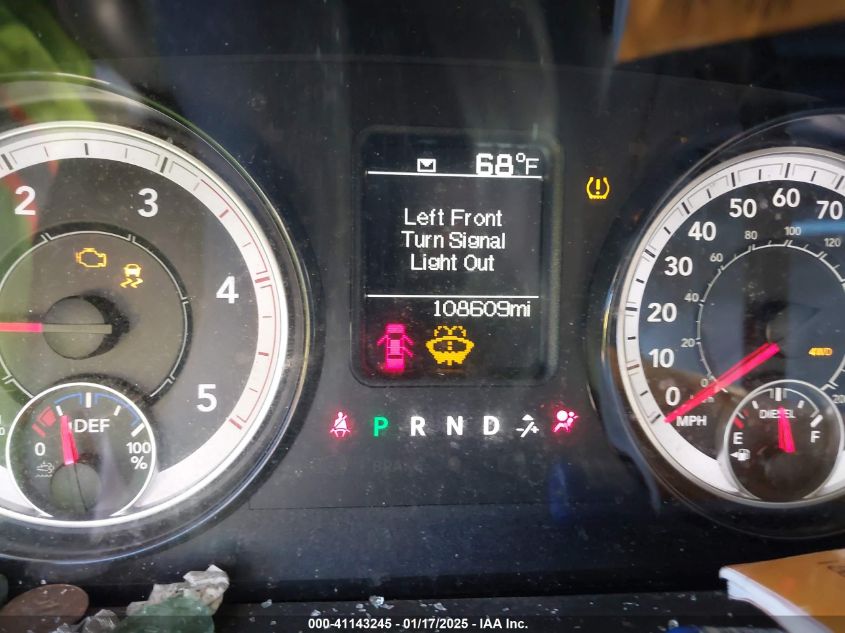 68°F
Left Front
Turn Signal
Light Out
108609mi
2
3
4
5
0
DEF
100
%
P R N D
0
10
20
30
40
50
60
70
MPH
20
40
60
80
100
120
4WD
E
DIESEL
F
000-41143245 - 01/17/2025 - IAA Inc.